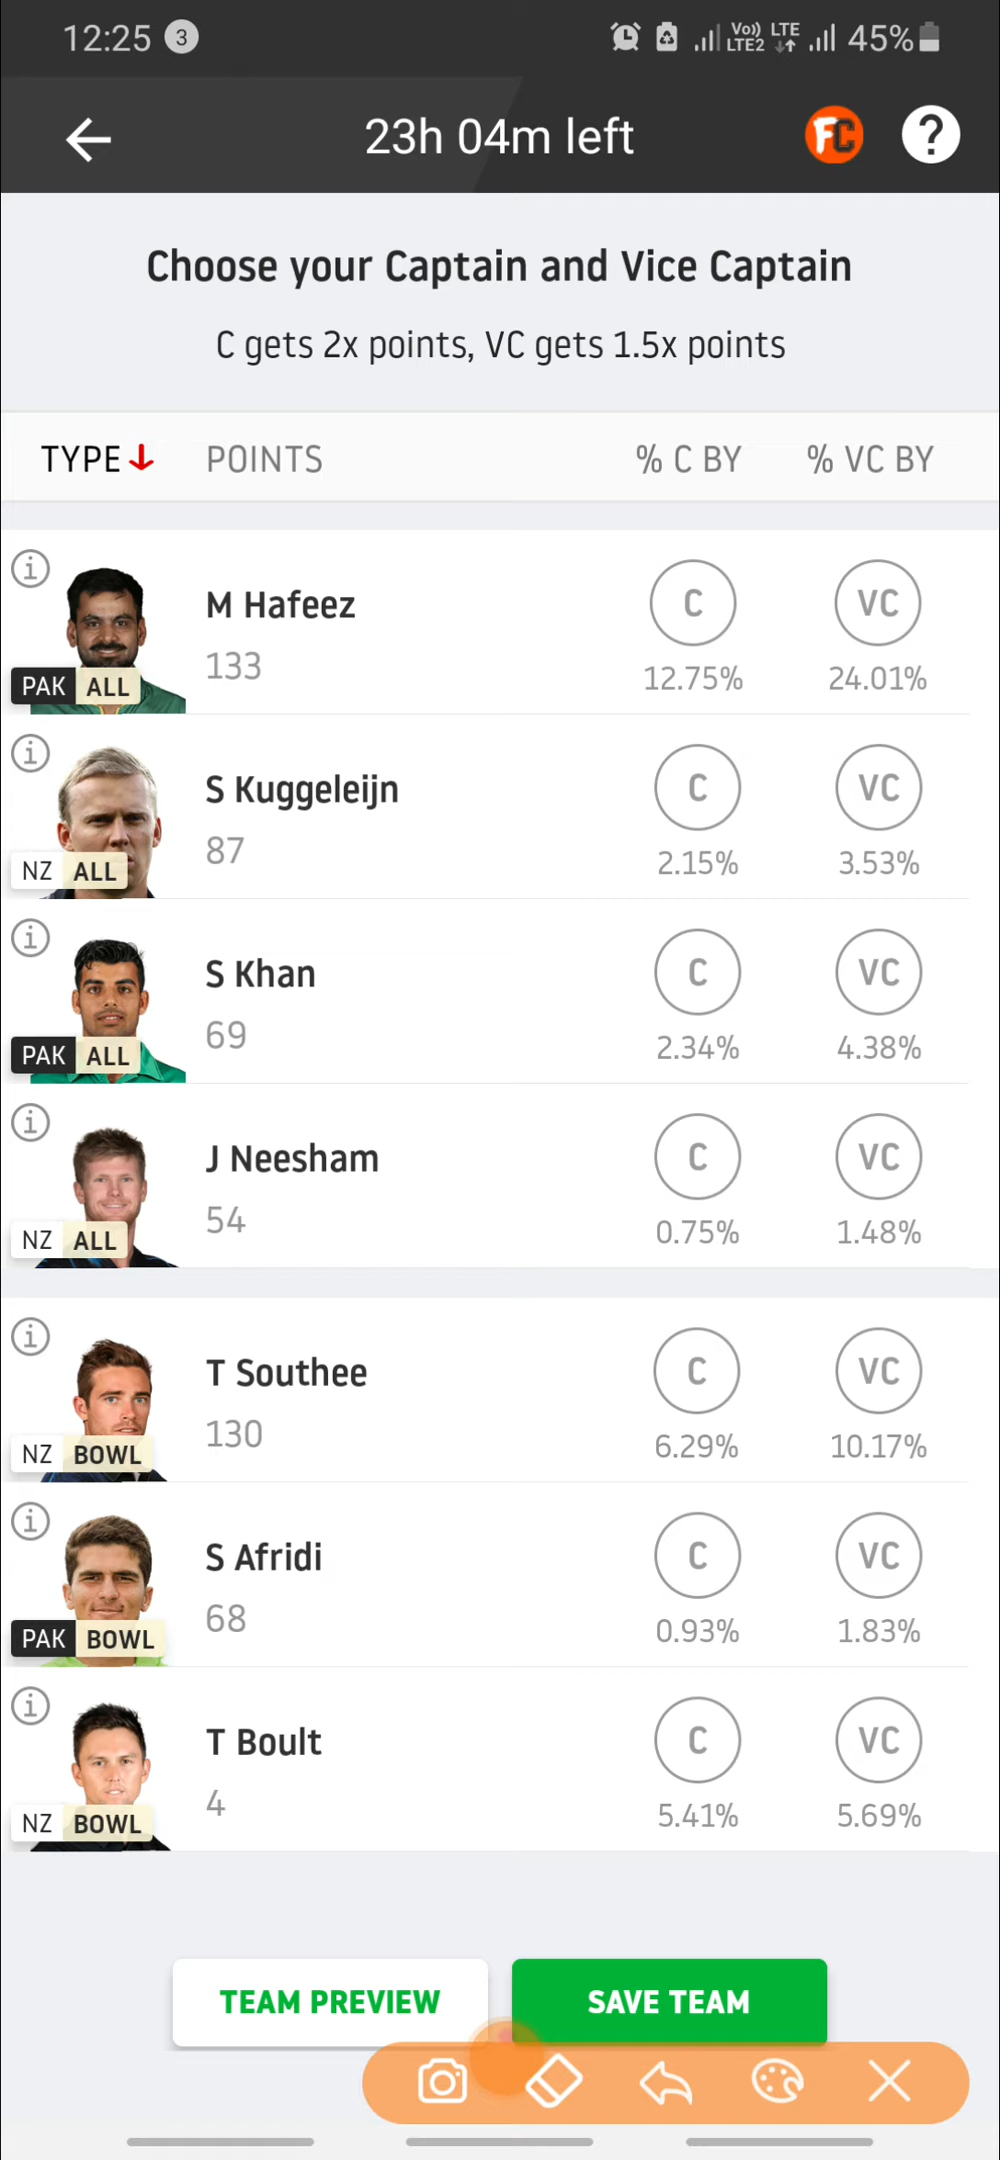 12:25 3 Vo)) LTE2 LTE 45%
23h 04m left FC ?
Choose your Captain and Vice Captain
C gets 2x points, VC gets 1.5x points
TYPE POINTS % C BY % VC BY
M Hafeez C VC
133 12.75% 24.01%
PAK ALL
S Kuggeleijn C VC
87 2.15% 3.53%
NZ ALL
S Khan C VC
69 2.34% 4.38%
PAK ALL
J Neesham C VC
54 0.75% 1.48%
NZ ALL
T Southee C VC
130 6.29% 10.17%
NZ BOWL
S Afridi C VC
68 0.93% 1.83%
PAK BOWL
T Boult C VC
4 5.41% 5.69%
NZ BOWL
TEAM PREVIEW SAVE TEAM